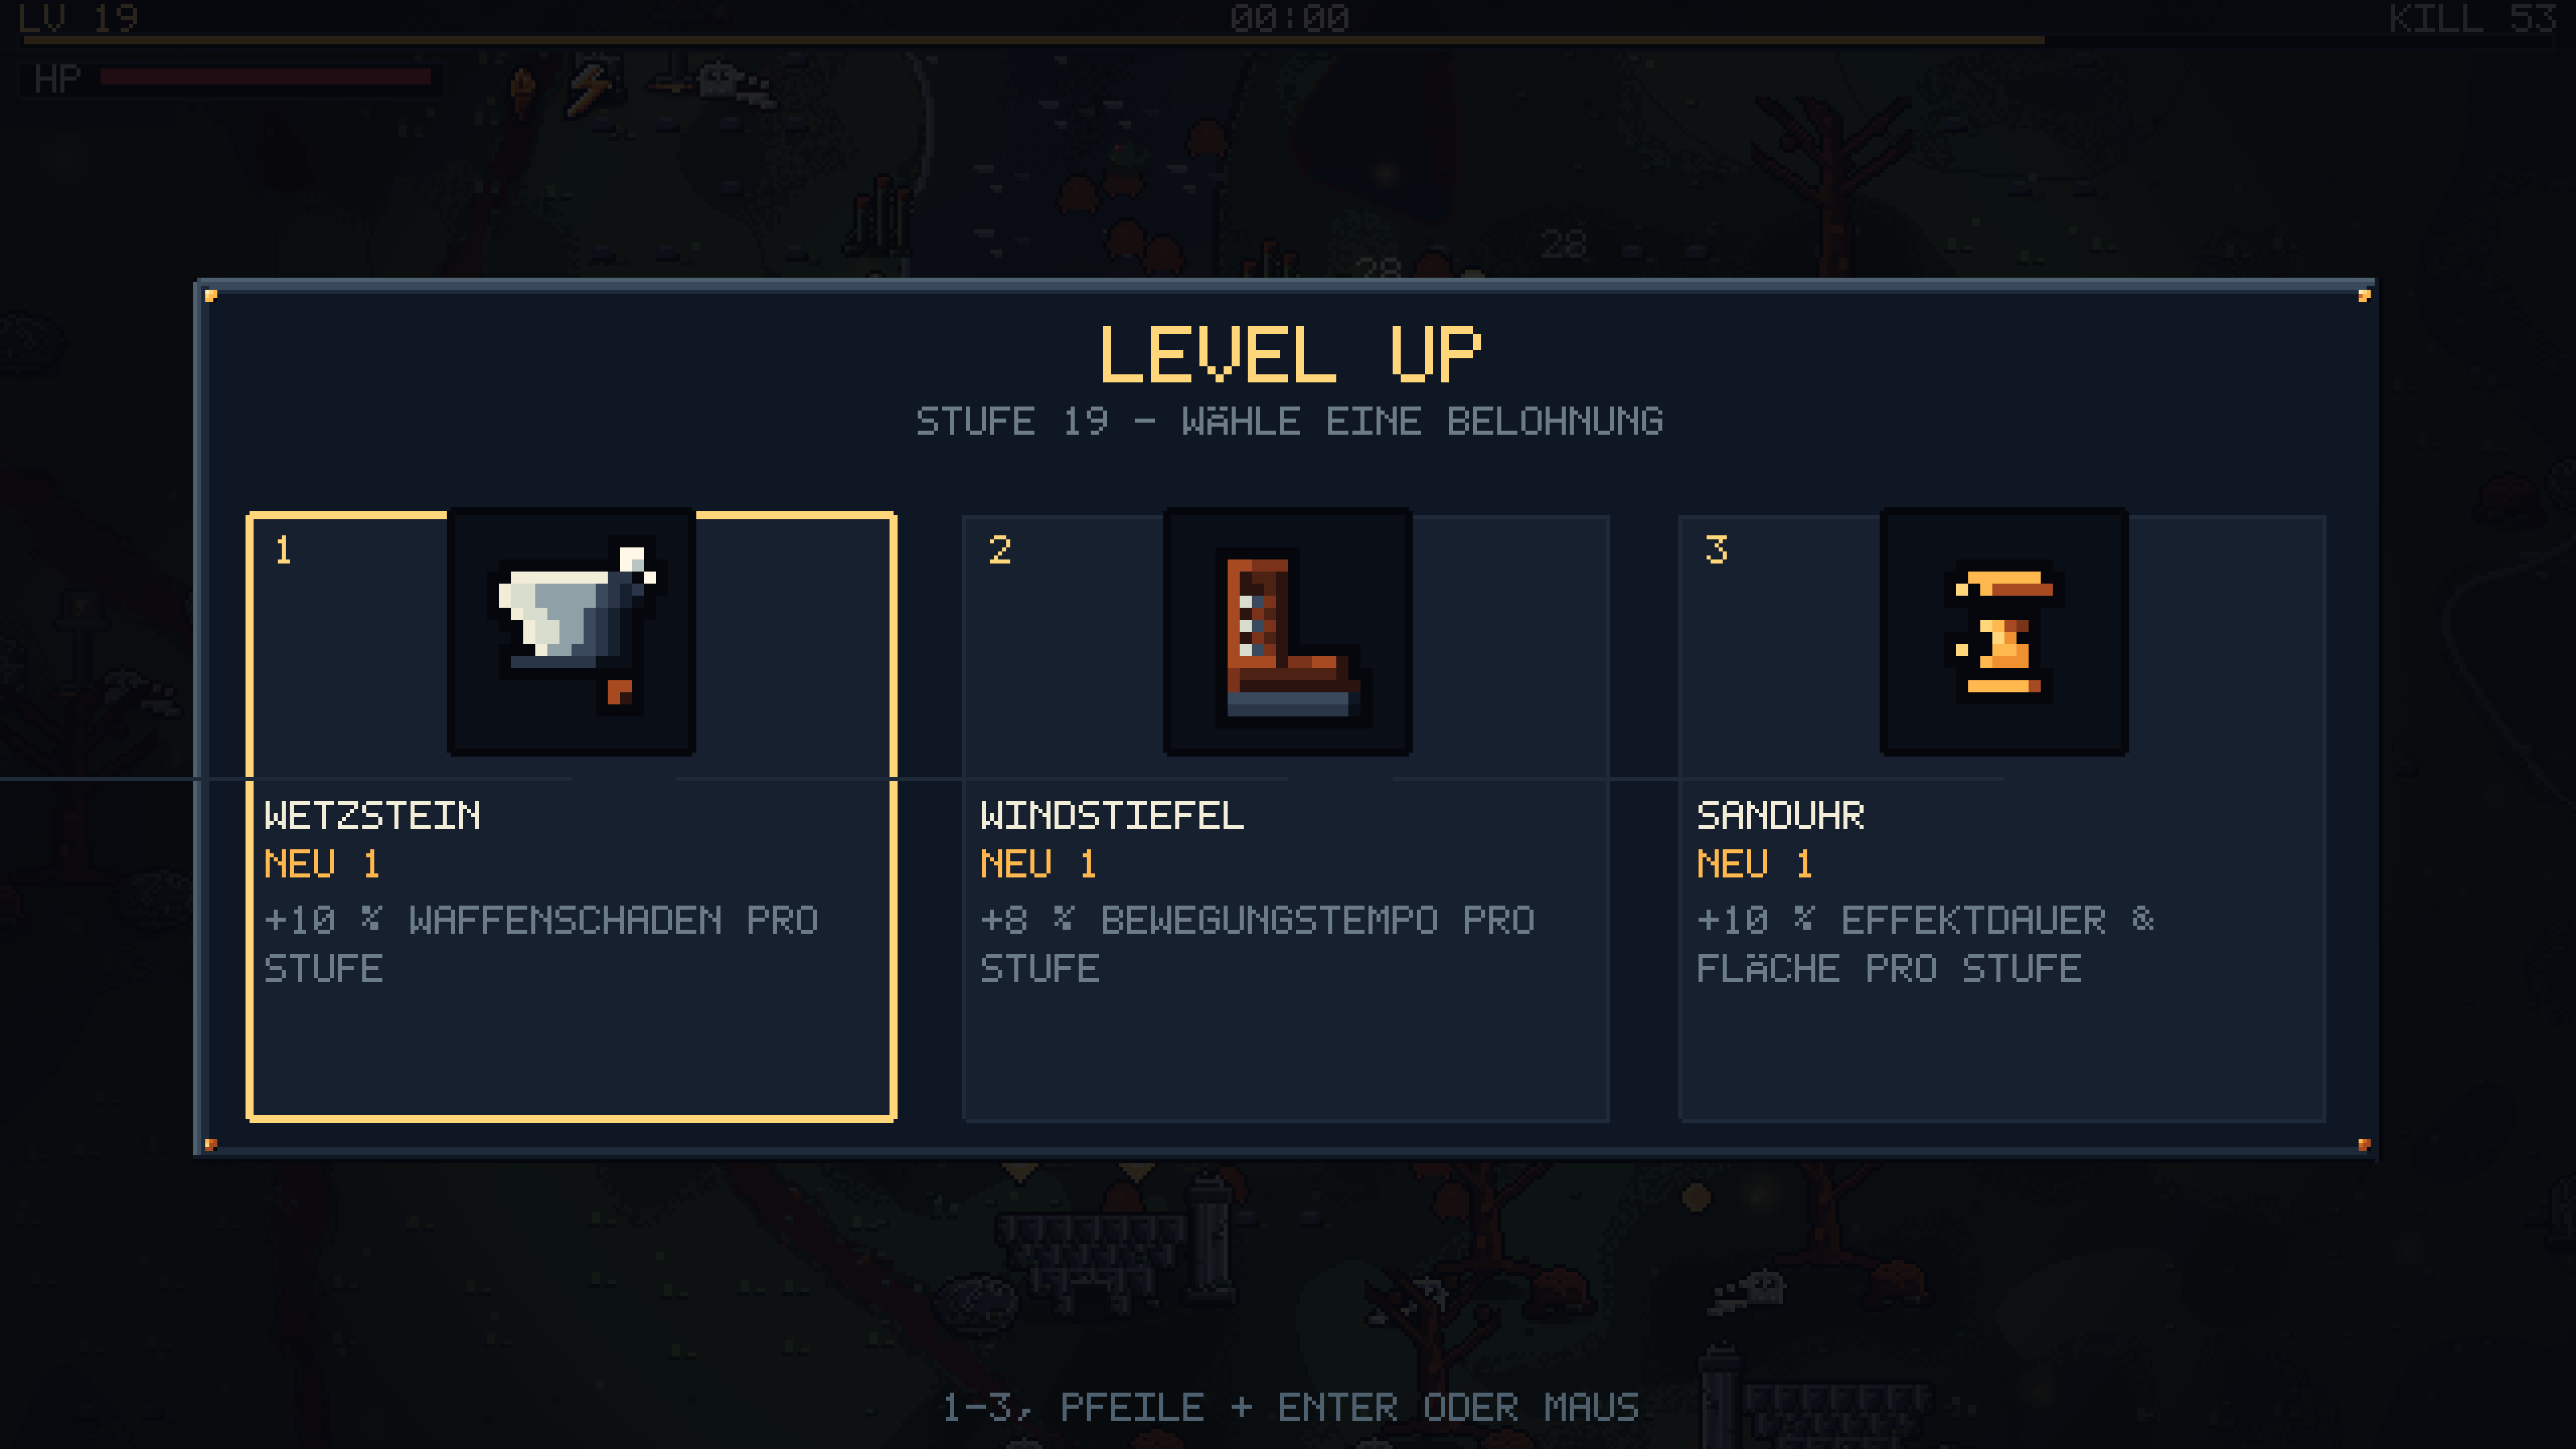 LV 19
00:00
KILL 53
HP
28
28
LEVEL UP
STUFE 19 - WÄHLE EINE BELOHNUNG
1
2
3
WETZSTEIN
NEU 1
+10 % WAFFENSCHADEN PRO
STUFE
WINDSTIEFEL
NEU 1
+8 % BEWEGUNGSTEMPO PRO
STUFE
SANDUHR
NEU 1
+10 % EFFEKTDAUER &
FLÄCHE PRO STUFE
1-3, PFEILE + ENTER ODER MAUS